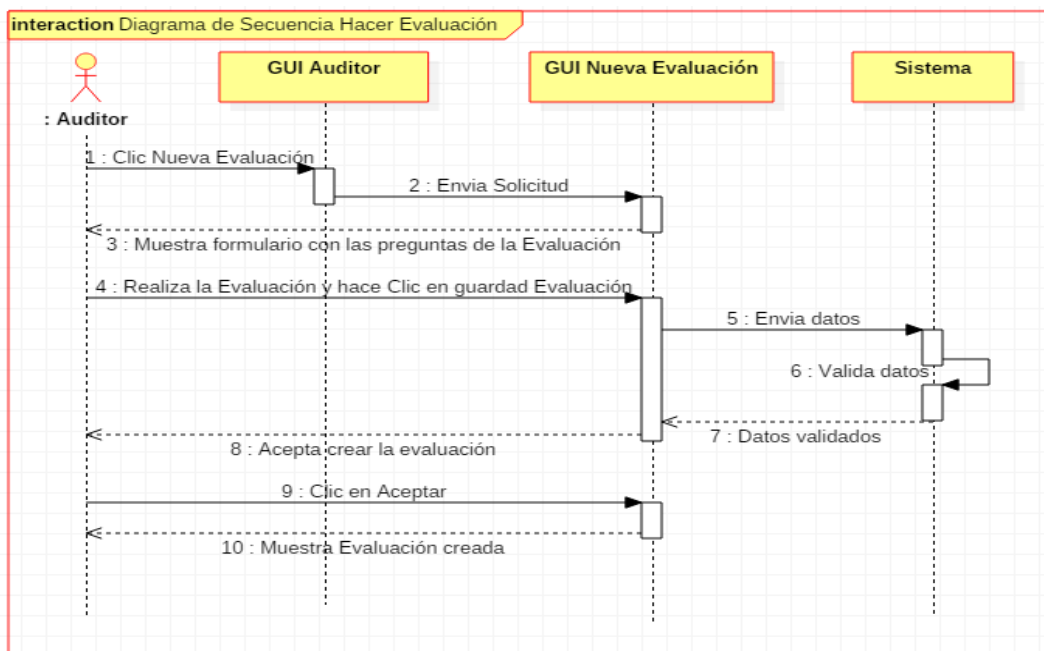 interaction Diagrama de Secuencia Hacer Evaluación
GUI Auditor
GUI Nueva Evaluación
Sistema
: Auditor
1 : Clic Nueva Evaluación
2 : Envia Solicitud
3 : Muestra formulario con las preguntas de la Evaluación
4 : Realiza la Evaluación y hace Clic en guardad Evaluación
5 : Envia datos
6 : Valida datos
7 : Datos validados
8 : Acepta crear la evaluación
9 : Clic en Aceptar
10 : Muestra Evaluación creada